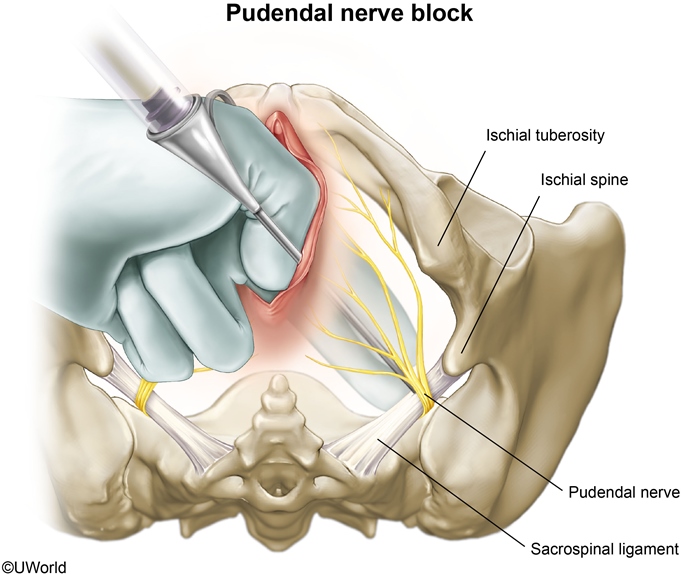 Pudendal nerve block
Ischial tuberosity
Ischial spine
Pudendal nerve
Sacrospinal ligament
©UWorld